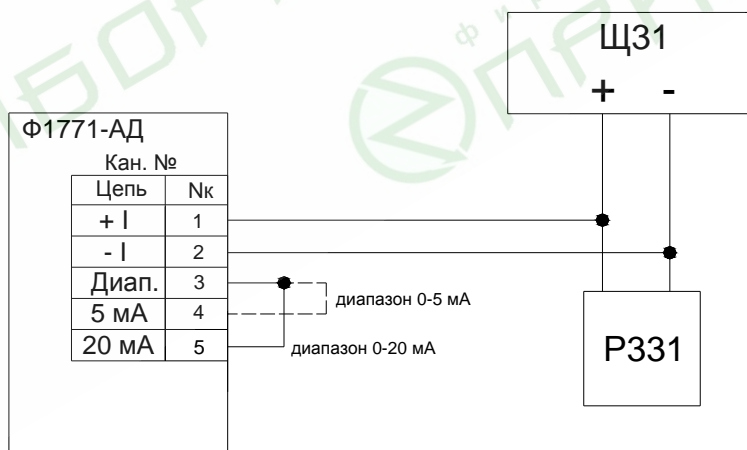 Щ31
+ -
Ф1771-АД
Кан. №
Цепь Nк
+ I 1
- I 2
Диап. 3
5 мА 4
20 мА 5
диапазон 0-5 мА
диапазон 0-20 мА
Р331